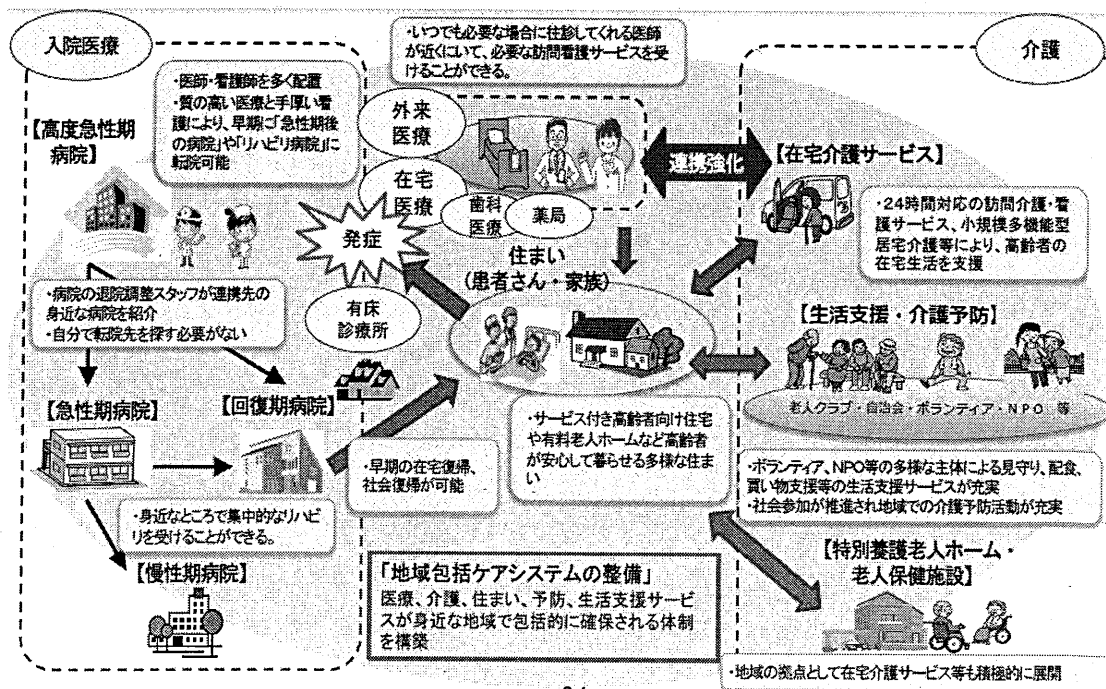 入院医療
・いつでも必要な場合に往診してくれる医師
が近くにいて、必要な訪問看護サービスを受
けることができる。
介護
・医師・看護師を多く配置
・質の高い医療と手厚い看
護により、早期に「急性期後
の病院」や「リハビリ病院」に
転院可能
【高度急性期
病院】
外来
医療
在宅
医療
歯科
医療
薬局
連携強化
【在宅介護サービス】
・24時間対応の訪問介護・看
護サービス、小規模多機能型
居宅介護等により、高齢者の
在宅生活を支援
発症
住まい
(患者さん・家族)
・病院の退院調整スタッフが連携先の
身近な病院を紹介
・自分で転院先を探す必要がない
有床
診療所
【生活支援・介護予防】
老人クラブ・自治会・ボランティア・NPO 等
【急性期病院】
【回復期病院】
・サービス付き高齢者向け住宅
や有料老人ホームなど高齢者
が安心して暮らせる多様な住ま
い
・早期の在宅復帰、
社会復帰が可能
・ボランティア、NPO等の多様な主体による見守り、配食、
買い物支援等の生活支援サービスが充実
・社会参加が推進され地域での介護予防活動が充実
・身近なところで集中的なリハビ
リを受けることができる。
【慢性期病院】
「地域包括ケアシステムの整備」
医療、介護、住まい、予防、生活支援サービ
スが身近な地域で包括的に確保される体制
を構築
【特別養護老人ホーム・
老人保健施設】
・地域の拠点として在宅介護サービス等も積極的に展開